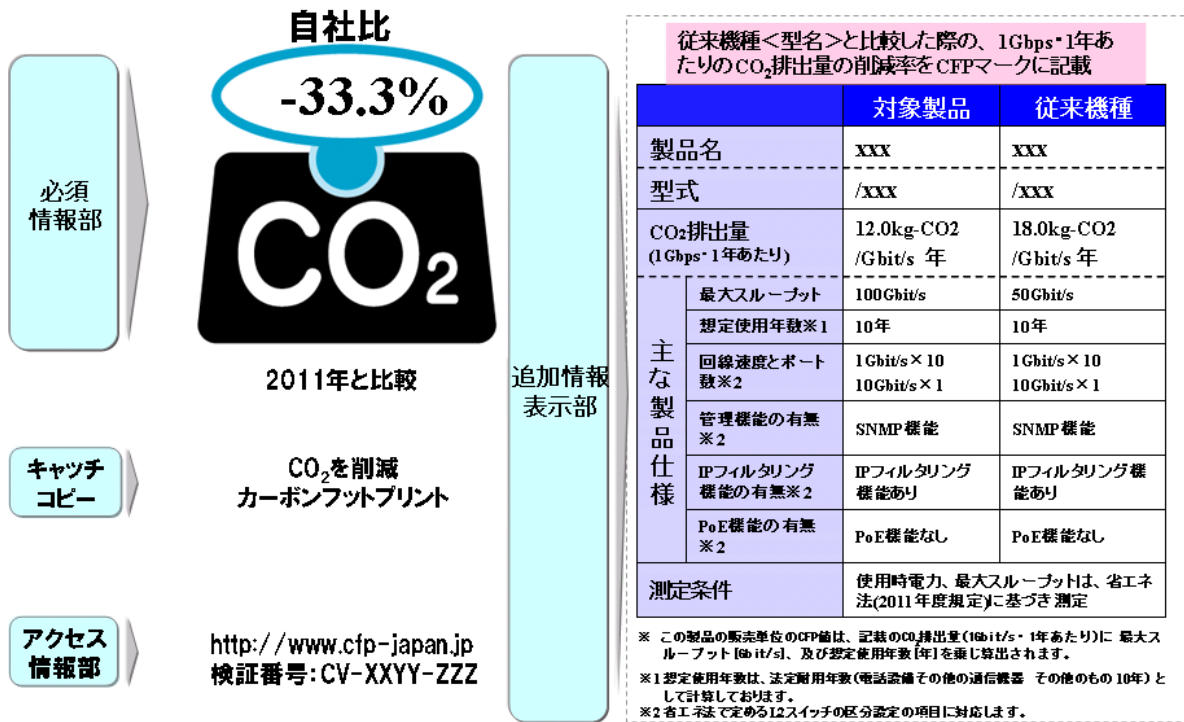 自社比
-33.3%
CO2
2011年と比較
必須
情報部
キャッチ
コピー
CO₂を削減
カーボンフットプリント
アクセス
情報部
http://www.cfp-japan.jp
検証番号：CV-XXYY-ZZZ
追加情報
表示部
従来機種<型名>と比較した際の、1Gbps・1年あ
たりのCO₂排出量の削減率をCFPマークに記載
対象製品 従来機種
製品名 XXX XXX
型式 /XXX /XXX
CO₂排出量 12.0kg-CO2 18.0kg-CO2
(1Gbps・1年あたり) /Gbit/s 年 /Gbit/s 年
主な製品仕様
最大スループット 100Gbit/s 50Gbit/s
想定使用年数※1 10年 10年
回線速度とポート 1Gbit/s×10 1Gbit/s×10
数※2 10Gbit/s×1 10Gbit/s×1
管理機能の有無 SNMP機能 SNMP機能
※2
IPフィルタリング IPフィルタリング IPフィルタリング機
機能の有無※2 機能あり 能あり
PoE機能の有無 PoE機能なし PoE機能なし
※2
測定条件 使用時電力、最大スループットは、省エネ
法(2011年度規定)に基づき測定
※ この製品の販売単位のCFP値は、記載のCO₂排出量(1Gbit/s・1年あたり)に 最大ス
ループット[Gbit/s]、及び想定使用年数[年]を乗じ算出されます。
※1 想定使用年数は、法定耐用年数(電話設備その他の通信機器 その他のもの 10年)と
して計算しております。
※2 省エネ法で定めるL2スイッチの区分設定の項目に対応します。